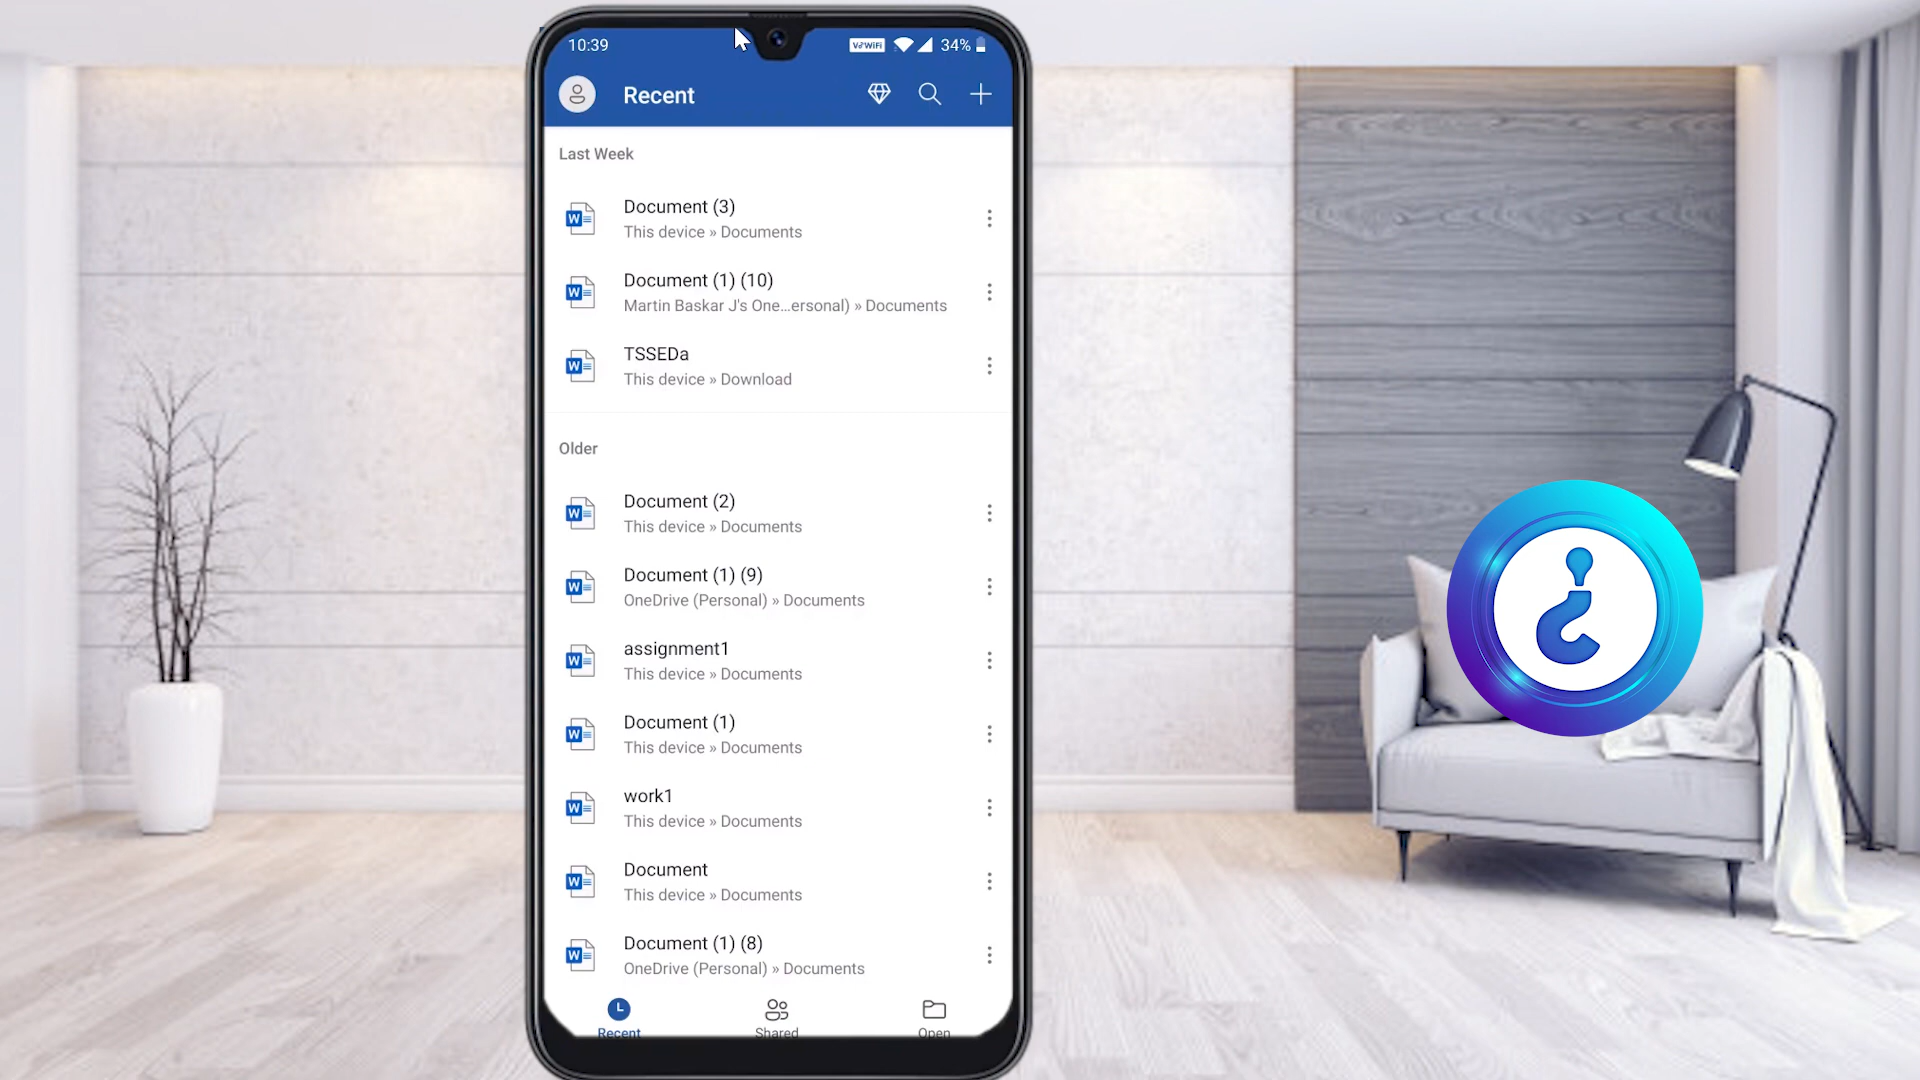 10:39
VoWiFi
34%
Recent
Last Week
Document (3)
This device » Documents
Document (1) (10)
Martin Baskar J's One...ersonal) » Documents
TSSEDa
This device » Download
Older
Document (2)
This device » Documents
Document (1) (9)
OneDrive (Personal) » Documents
assignment1
This device » Documents
Document (1)
This device » Documents
work1
This device » Documents
Document
This device » Documents
Document (1) (8)
OneDrive (Personal) » Documents
Recent
Shared
Open